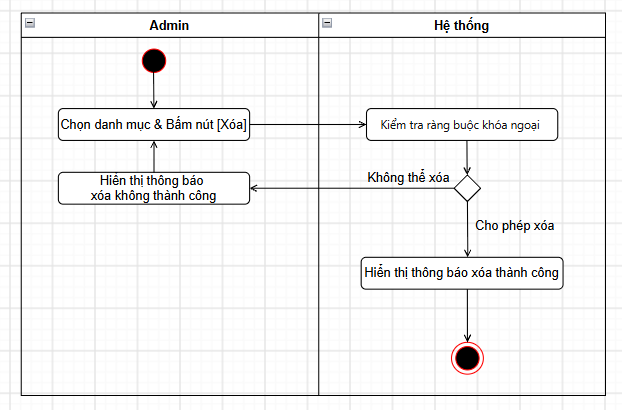 Admin
Hệ thống
Chọn danh mục & Bấm nút [Xóa]
Kiểm tra ràng buộc khóa ngoại
Hiển thị thông báo
xóa không thành công
Không thể xóa
Cho phép xóa
Hiển thị thông báo xóa thành công